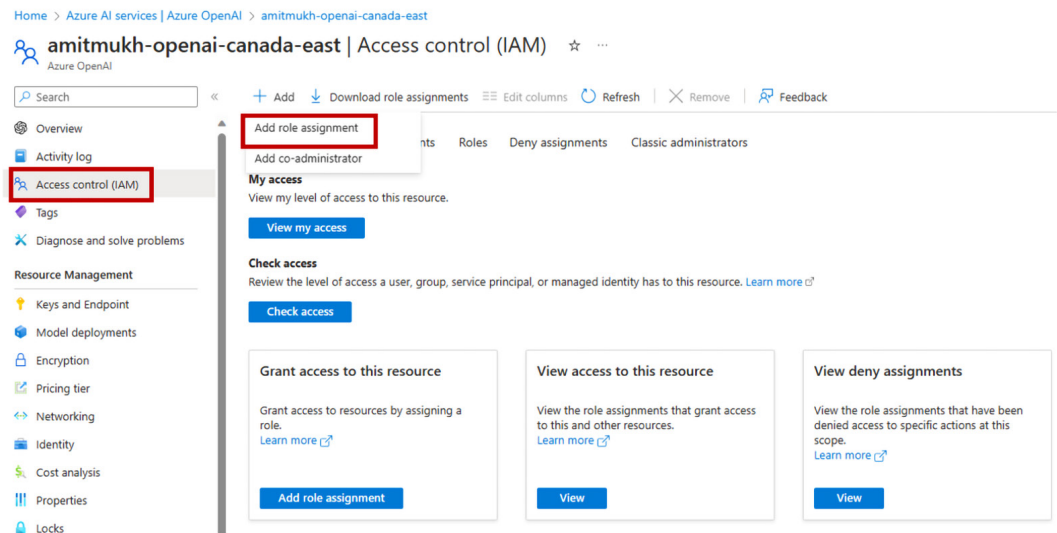 Home > Azure AI services | Azure OpenAI > amitmukh-openai-canada-east
amitmukh-openai-canada-east | Access control (IAM)
Azure OpenAI
Search
Overview
Activity log
Access control (IAM)
Tags
Diagnose and solve problems
Resource Management
Keys and Endpoint
Model deployments
Encryption
Pricing tier
Networking
Identity
Cost analysis
Properties
Locks
Add Download role assignments Edit columns Refresh Remove Feedback
Add role assignment
Add co-administrator
nts Roles Deny assignments Classic administrators
My access
View my level of access to this resource.
View my access
Check access
Review the level of access a user, group, service principal, or managed identity has to this resource. Learn more
Check access
Grant access to this resource
Grant access to resources by assigning a
role.
Learn more
Add role assignment
View access to this resource
View the role assignments that grant access
to this and other resources.
Learn more
View
View deny assignments
View the role assignments that have been
denied access to specific actions at this
scope.
Learn more
View